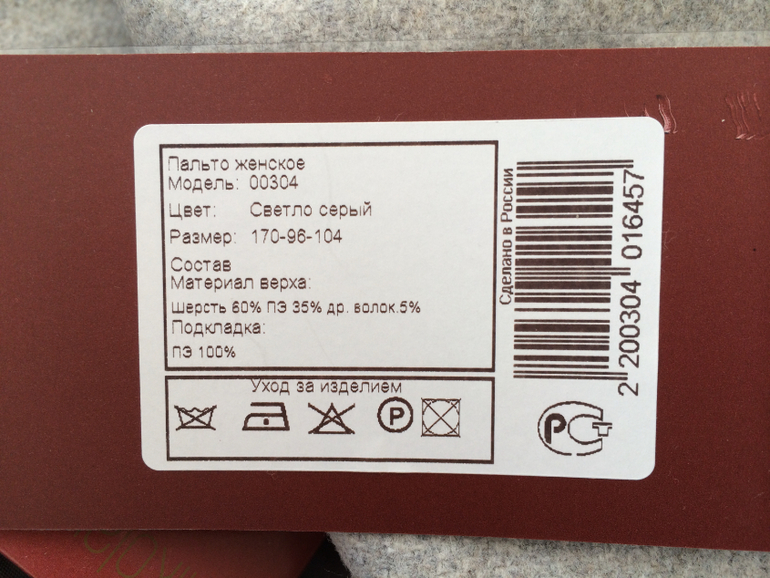 Пальто женское
Модель: 00304
Цвет: Светло серый
Размер: 170-96-104
Состав
Материал верха:
Шерсть 60% ПЭ 35% др. волок.5%
Подкладка:
ПЭ 100%
Уход за изделием
P
Сделано в России
2 200304 016457
РСТ